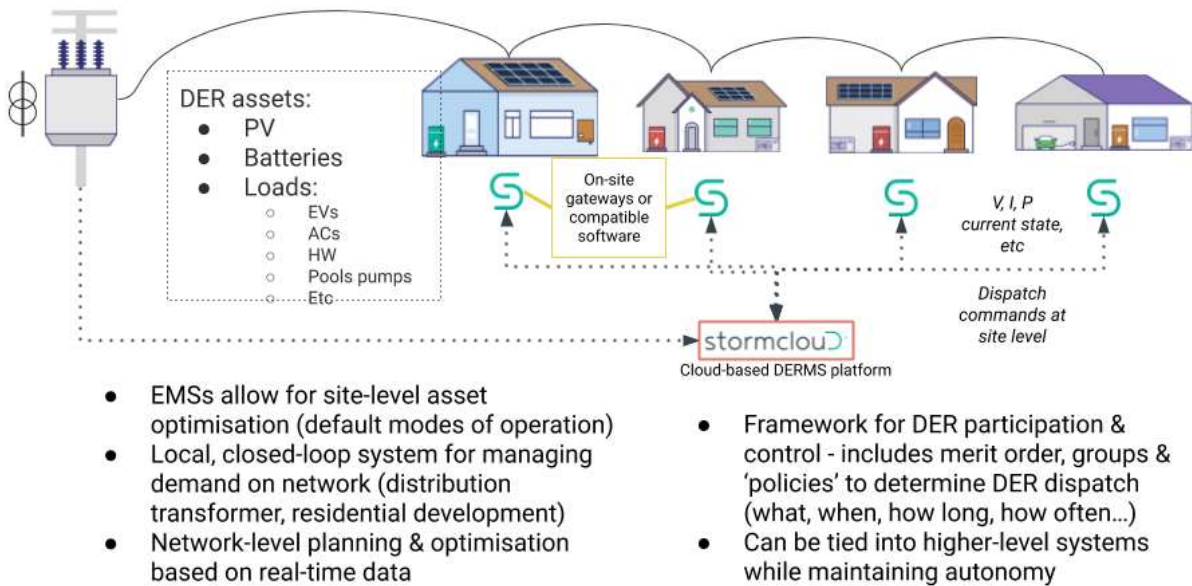 DER assets:
● PV
● Batteries
● Loads:
○ EVs
○ ACs
○ HW
○ Pools pumps
○ Etc
On-site
gateways or
compatible
software
V, I, P
current state,
etc
Dispatch
commands at
site level
stormclouD
Cloud-based DERMS platform
● EMSs allow for site-level asset
optimisation (default modes of operation)
● Local, closed-loop system for managing
demand on network (distribution
transformer, residential development)
● Network-level planning & optimisation
based on real-time data
● Framework for DER participation &
control - includes merit order, groups &
‘policies’ to determine DER dispatch
(what, when, how long, how often…)
● Can be tied into higher-level systems
while maintaining autonomy